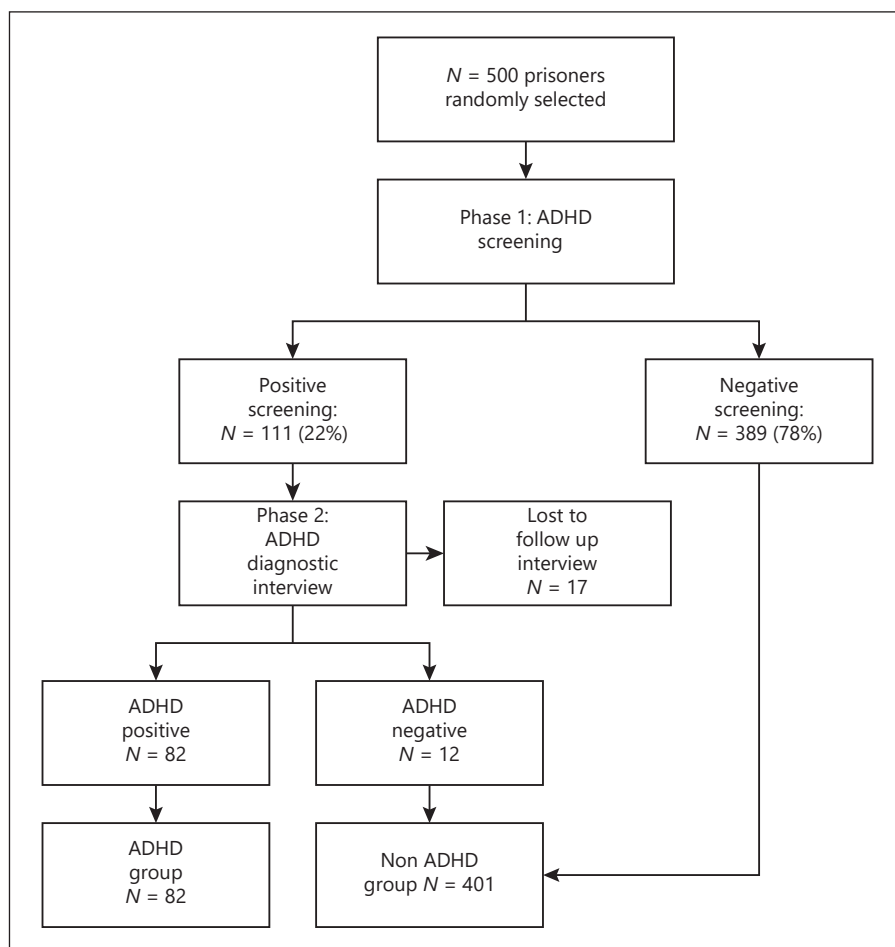 N = 500 prisoners
randomly selected
Phase 1: ADHD
screening
Positive
screening:
N = 111 (22%)
Negative
screening:
N = 389 (78%)
Phase 2:
ADHD
diagnostic
interview
Lost to
follow up
interview
N = 17
ADHD
positive
N = 82
ADHD
negative
N = 12
ADHD
group
N = 82
Non ADHD
group N = 401